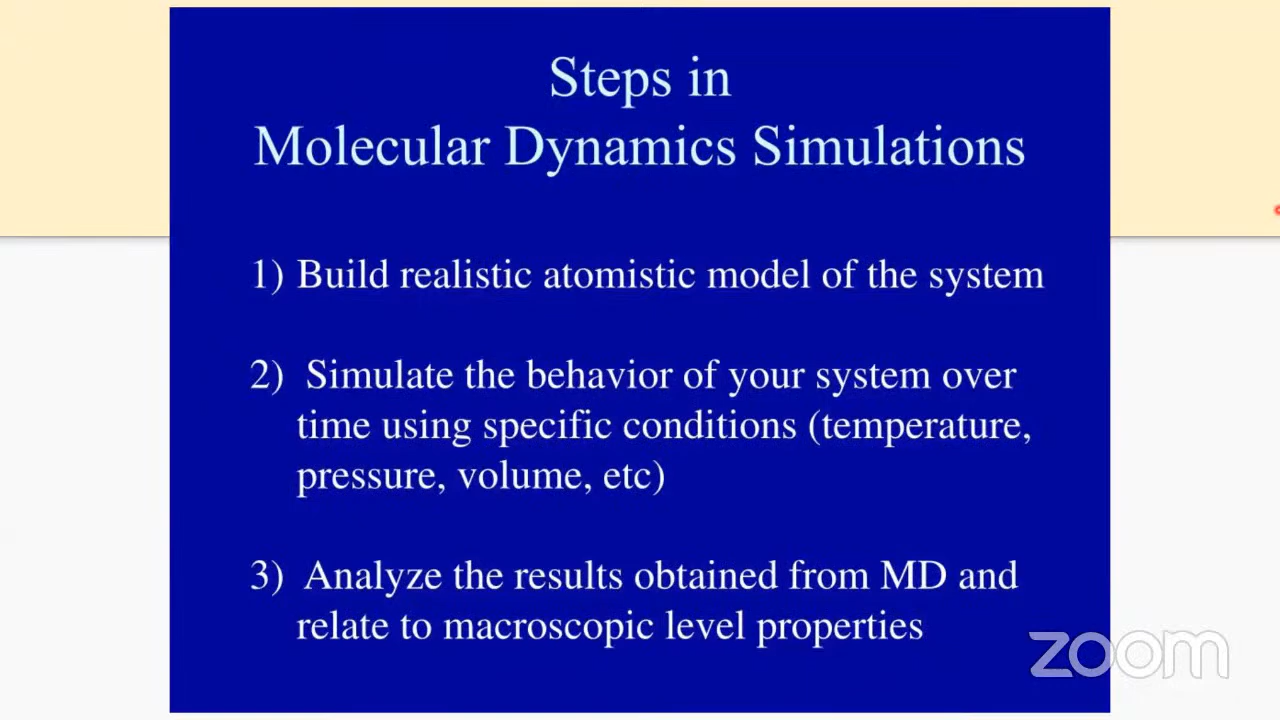 Steps in
Molecular Dynamics Simulations
1) Build realistic atomistic model of the system
2) Simulate the behavior of your system over
time using specific conditions (temperature,
pressure, volume, etc)
3) Analyze the results obtained from MD and
relate to macroscopic level properties
zoom